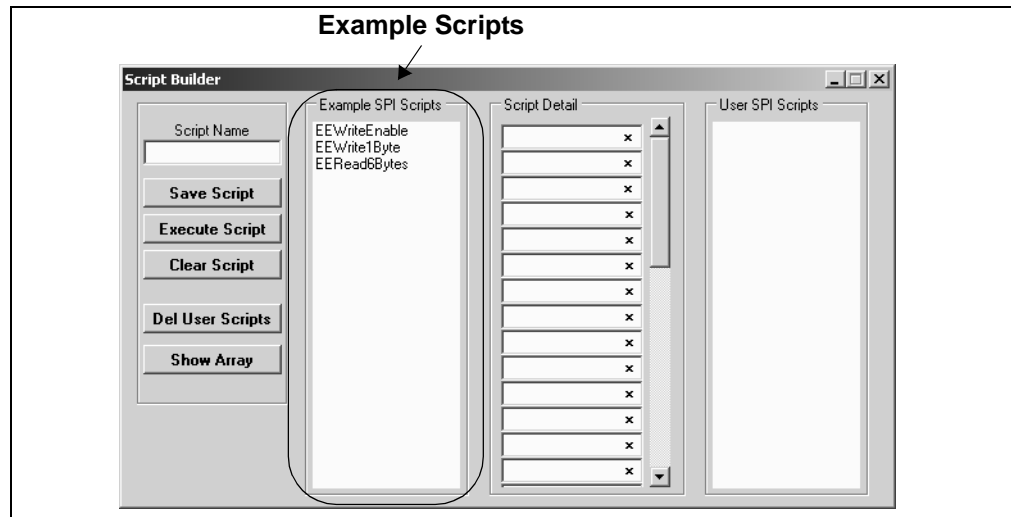 Example Scripts
Script Builder
Script Name
Save Script
Execute Script
Clear Script
Del User Scripts
Show Array
Example SPI Scripts
EEWriteEnable
EEWrite1Byte
EERead6Bytes
Script Detail
x
x
x
x
x
x
x
x
x
x
x
x
x
x
User SPI Scripts